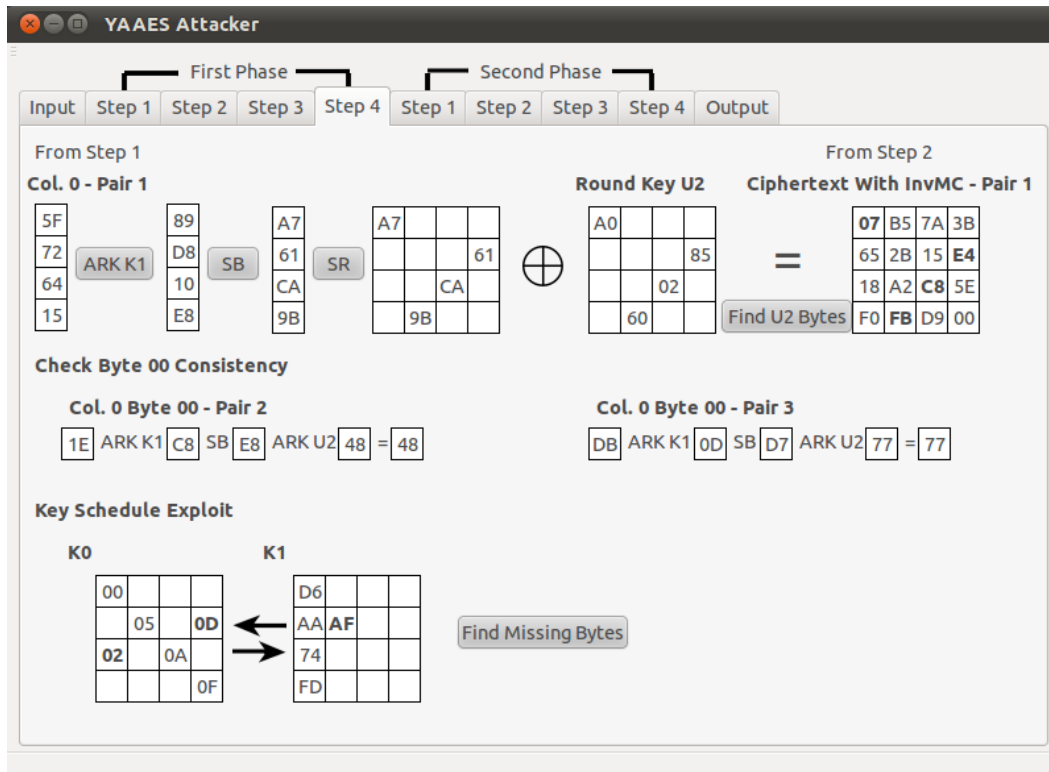 YAAES Attacker
First Phase Second Phase
Input Step 1 Step 2 Step 3 Step 4 Step 1 Step 2 Step 3 Step 4 Output
From Step 1 From Step 2
Col. 0 - Pair 1 Round Key U2 Ciphertext With InvMC - Pair 1
5F 89 A7 A7 A0 07 B5 7A 3B
72 D8 61 61 85 65 2B 15 E4
ARK K1 SB SR =
64 10 CA CA 02 18 A2 C8 5E
15 E8 9B 9B 60 Find U2 Bytes F0 FB D9 00
Check Byte 00 Consistency
Col. 0 Byte 00 - Pair 2 Col. 0 Byte 00 - Pair 3
1E ARK K1 C8 SB E8 ARK U2 48 = 48 DB ARK K1 0D SB D7 ARK U2 77 = 77
Key Schedule Exploit
K0 K1
00 D6
05 0D AA AF Find Missing Bytes
02 0A 74
0F FD